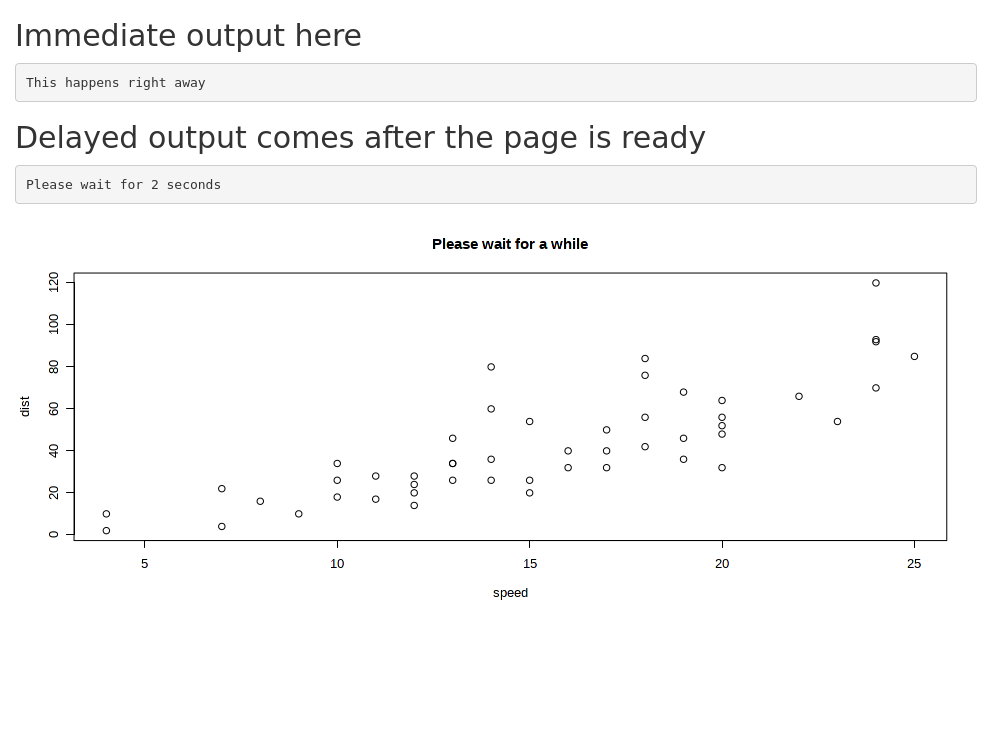 Immediate output here
This happens right away
Delayed output comes after the page is ready
Please wait for 2 seconds
Please wait for a while
120
100
80
60
40
20
0
dist
5 10 15 20 25
speed